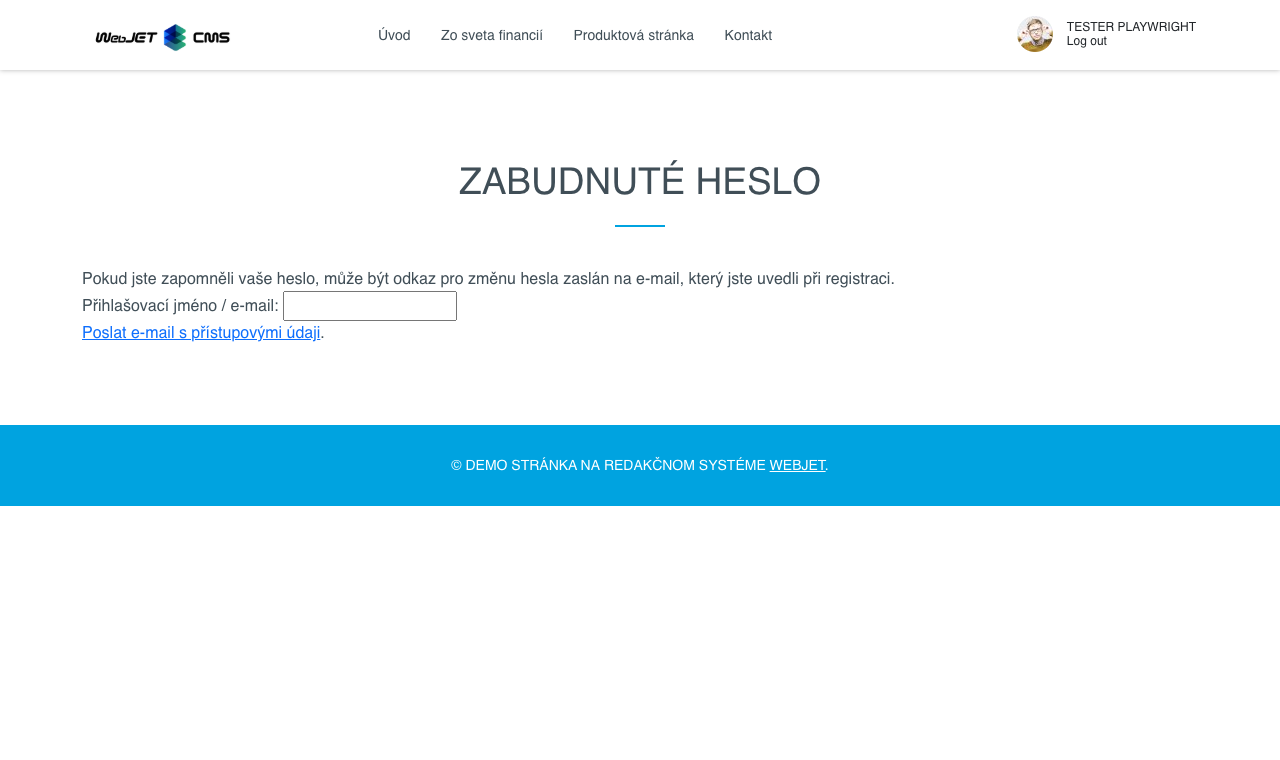 WebJET CMS
Úvod
Zo sveta financií
Produktová stránka
Kontakt
TESTER PLAYWRIGHT
Log out
ZABUDNUTÉ HESLO
Pokud jste zapomněli vaše heslo, může být odkaz pro změnu hesla zaslán na e-mail, který jste uvedli při registraci.
Přihlašovací jméno / e-mail:
Poslat e-mail s přístupovými údaji.
© DEMO STRÁNKA NA REDAKČNOM SYSTÉME WEBJET.